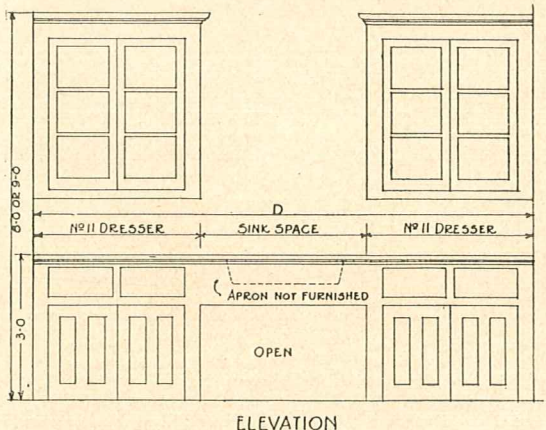 8-0 OR 9-0
D
Nº 11 DRESSER
SINK SPACE
Nº 11 DRESSER
3-0
APRON NOT FURNISHED
OPEN
ELEVATION